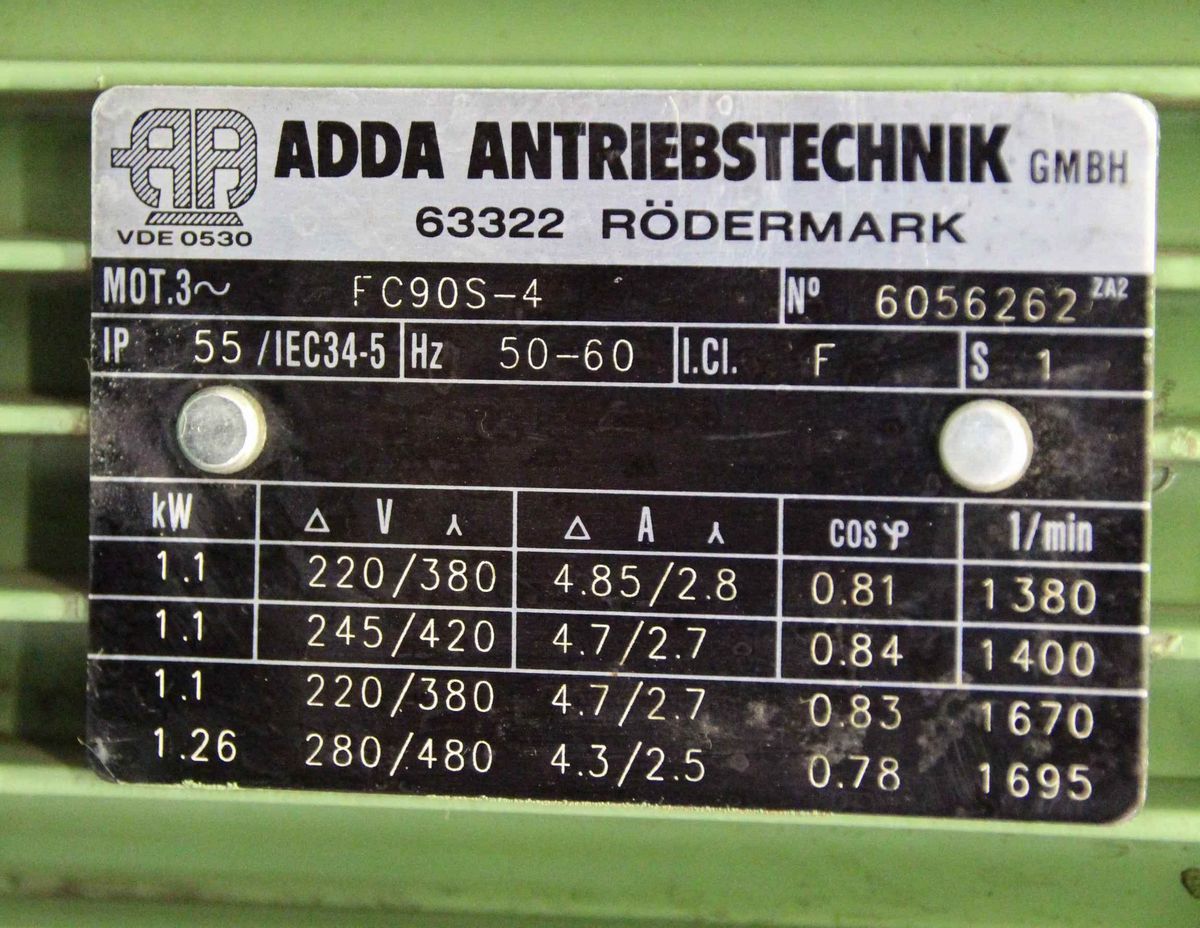 ADDA ANTRIEBSTECHNIK GMBH
63322 RÖDERMARK
VDE 0530
MOT.3~ FC90S-4 Nº 6056262 ZA2
IP 55/IEC34-5 Hz 50-60 I.Cl. F S 1
kW Δ V ⅄ Δ A ⅄ cosφ 1/min
1.1 220/380 4.85/2.8 0.81 1380
1.1 245/420 4.7/2.7 0.84 1400
1.1 220/380 4.7/2.7 0.83 1670
1.26 280/480 4.3/2.5 0.78 1695